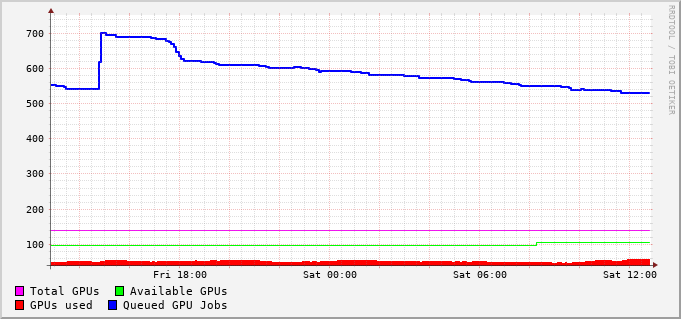 RRDTOOL / TOBI OETIKER
700
600
500
400
300
200
100
Fri 18:00 Sat 00:00 Sat 06:00 Sat 12:00
Total GPUs Available GPUs
GPUs used Queued GPU Jobs